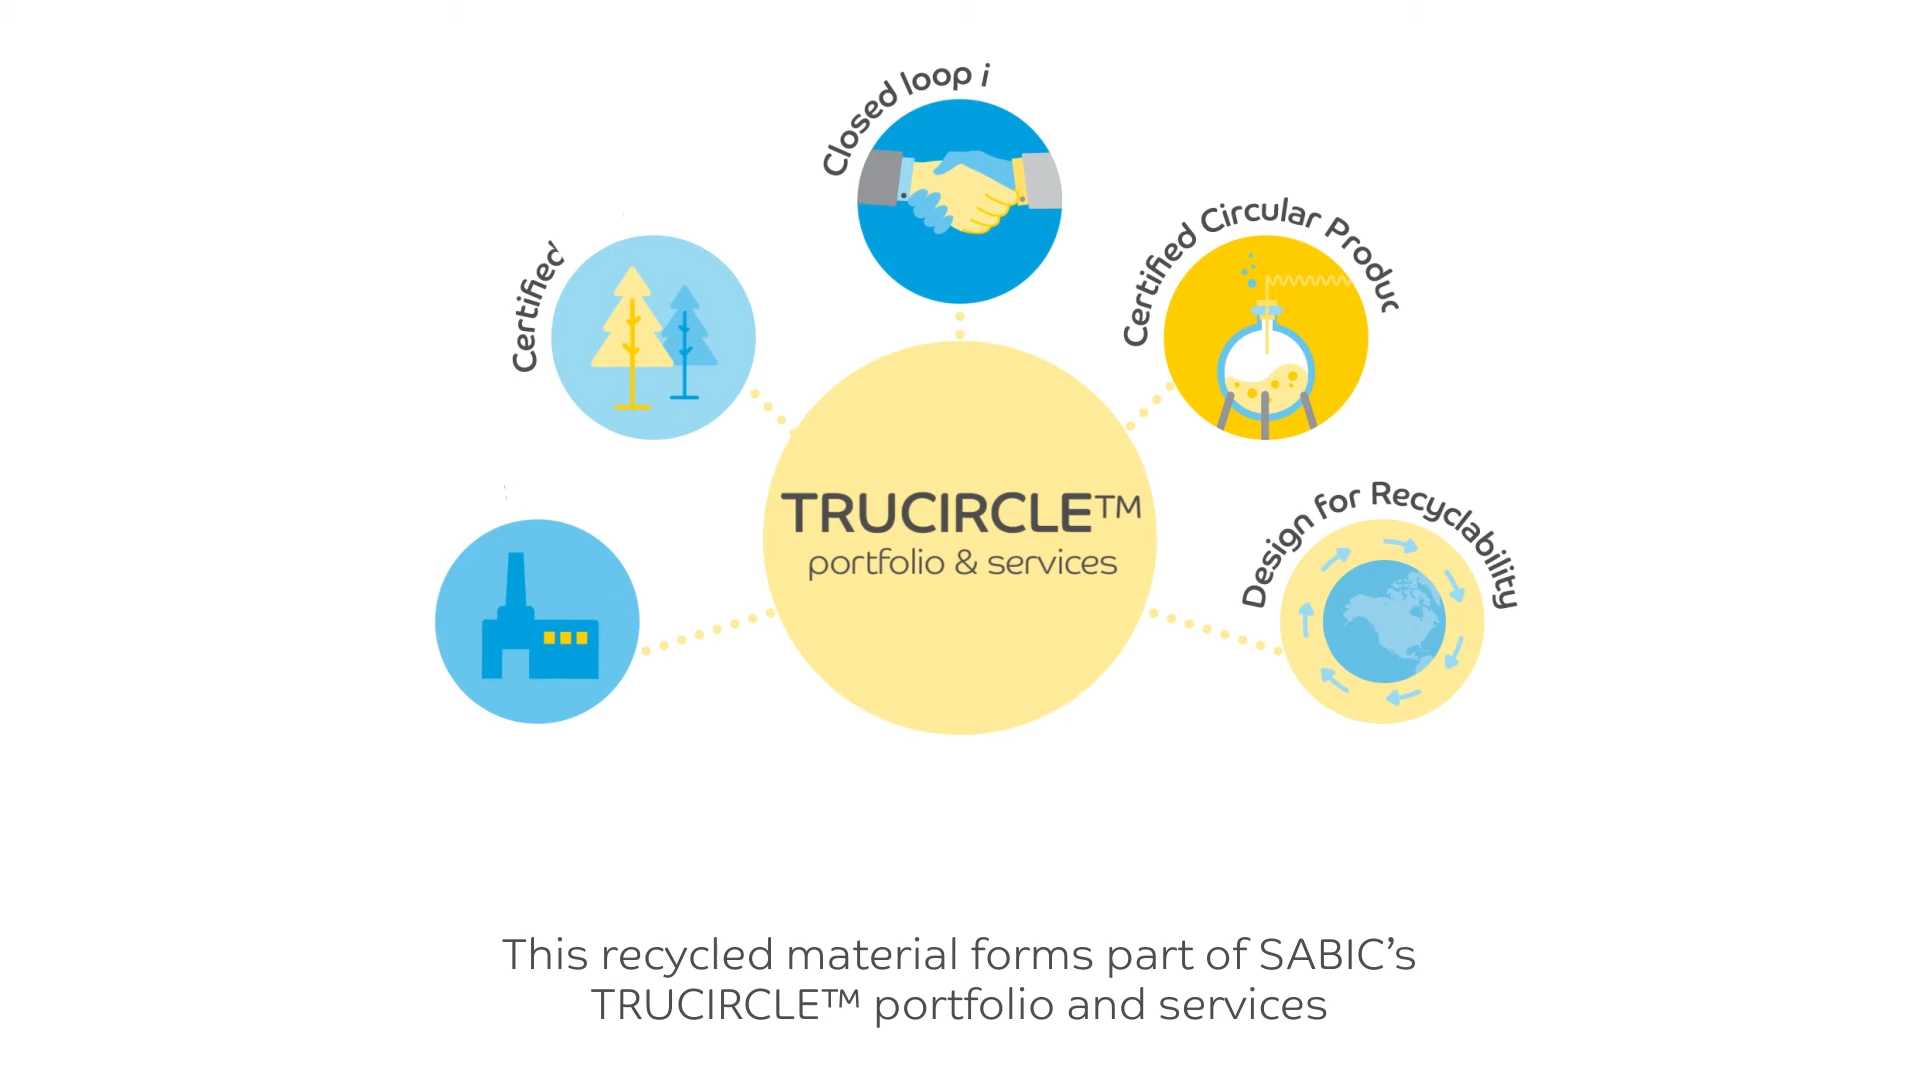 Closed loop i
Certified Circular Produc
Certified
Design for Recyclability
TRUCIRCLE™
portfolio & services
This recycled material forms part of SABIC’s
TRUCIRCLE™ portfolio and services